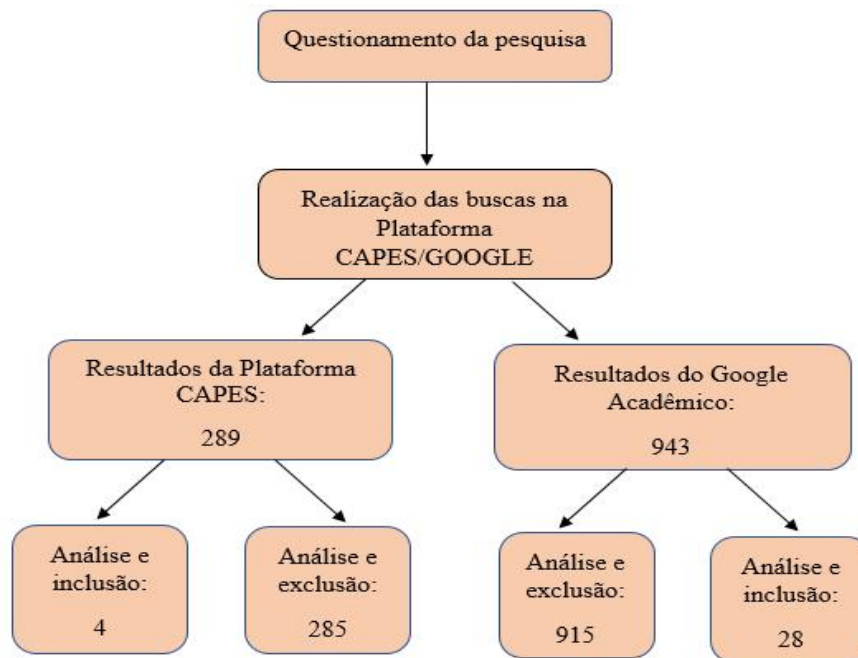 Questionamento da pesquisa
Realização das buscas na
Plataforma
CAPES/GOOGLE
Resultados da Plataforma
CAPES:
289
Resultados do Google
Acadêmico:
943
Análise e
inclusão:
4
Análise e
exclusão:
285
Análise e
exclusão:
915
Análise e
inclusão:
28